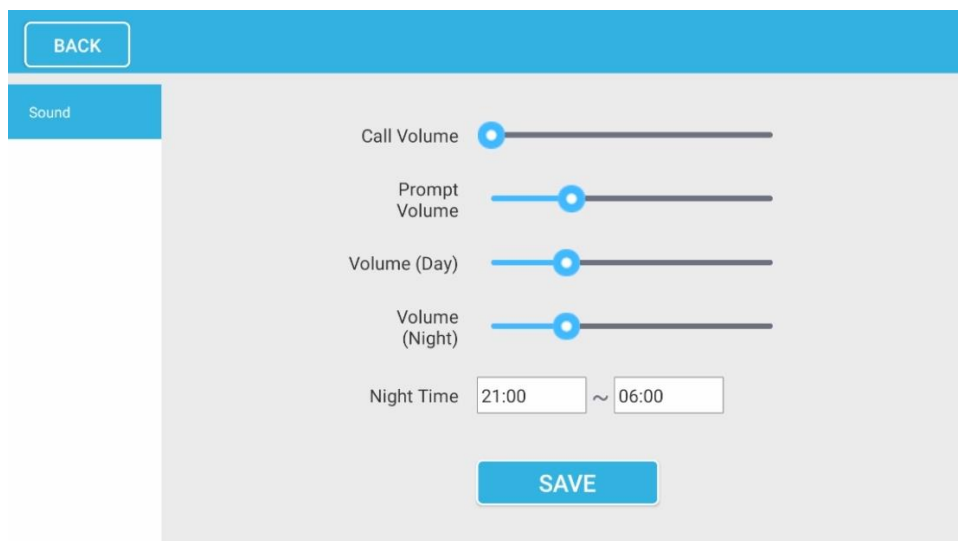 BACK
Sound
Call Volume
Prompt
Volume
Volume (Day)
Volume
(Night)
Night Time 21:00 ~ 06:00
SAVE